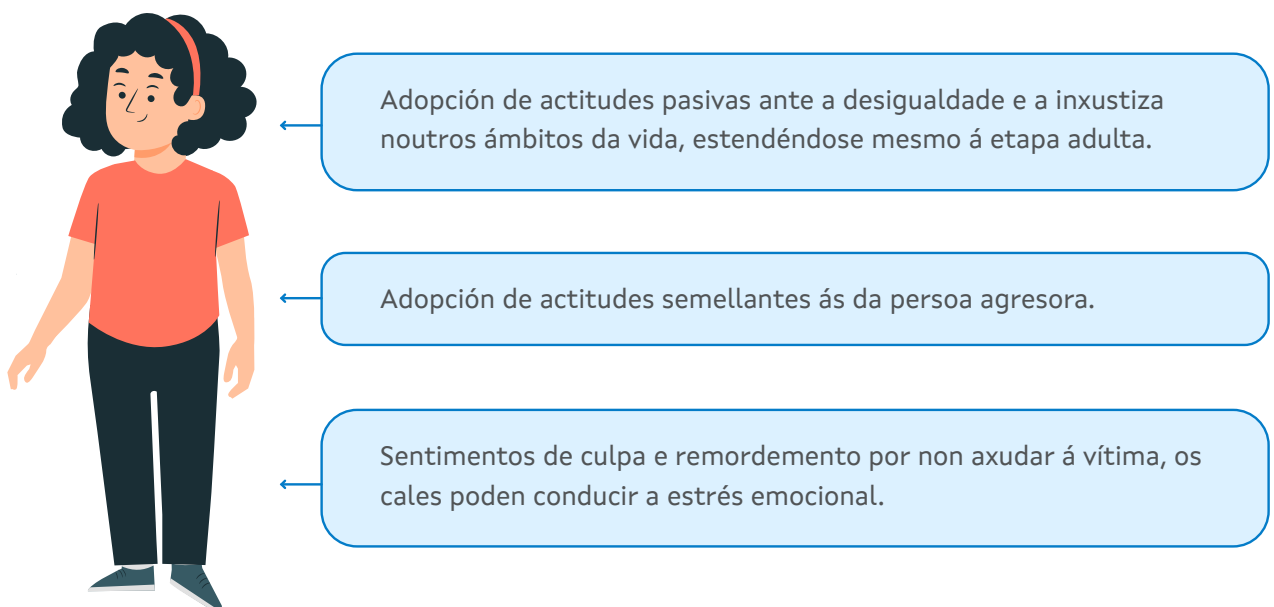 Adopción de actitudes pasivas ante a desigualdade e a inxustiza
noutros ámbitos da vida, estendéndose mesmo á etapa adulta.
Adopción de actitudes semellantes ás da persoa agresora.
Sentimentos de culpa e remordemento por non axudar á vítima, os
cales poden conducir a estrés emocional.